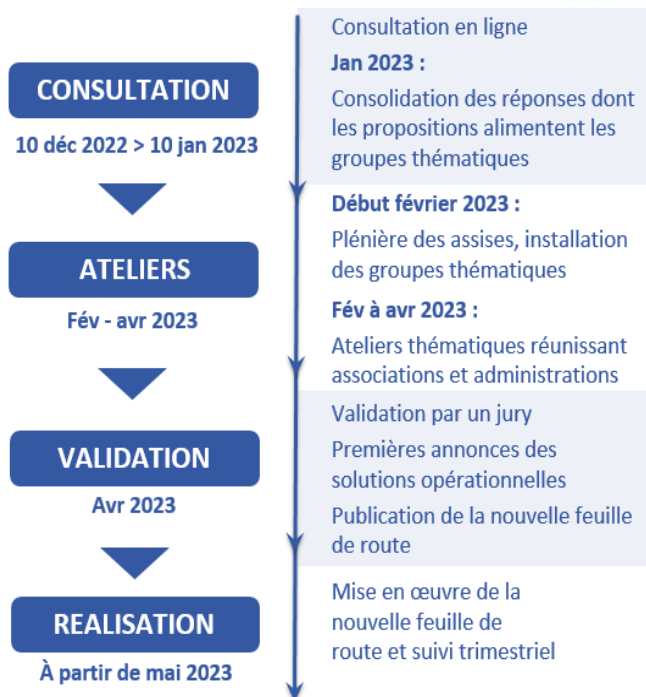 CONSULTATION
10 déc 2022 > 10 jan 2023
Consultation en ligne
Jan 2023 :
Consolidation des réponses dont
les propositions alimentent les
groupes thématiques
ATELIERS
Fév - avr 2023
Début février 2023 :
Plénière des assises, installation
des groupes thématiques
Fév à avr 2023 :
Ateliers thématiques réunissant
associations et administrations
VALIDATION
Avr 2023
Validation par un jury
Premières annonces des
solutions opérationnelles
Publication de la nouvelle feuille
de route
REALISATION
À partir de mai 2023
Mise en œuvre de la
nouvelle feuille de
route et suivi trimestriel